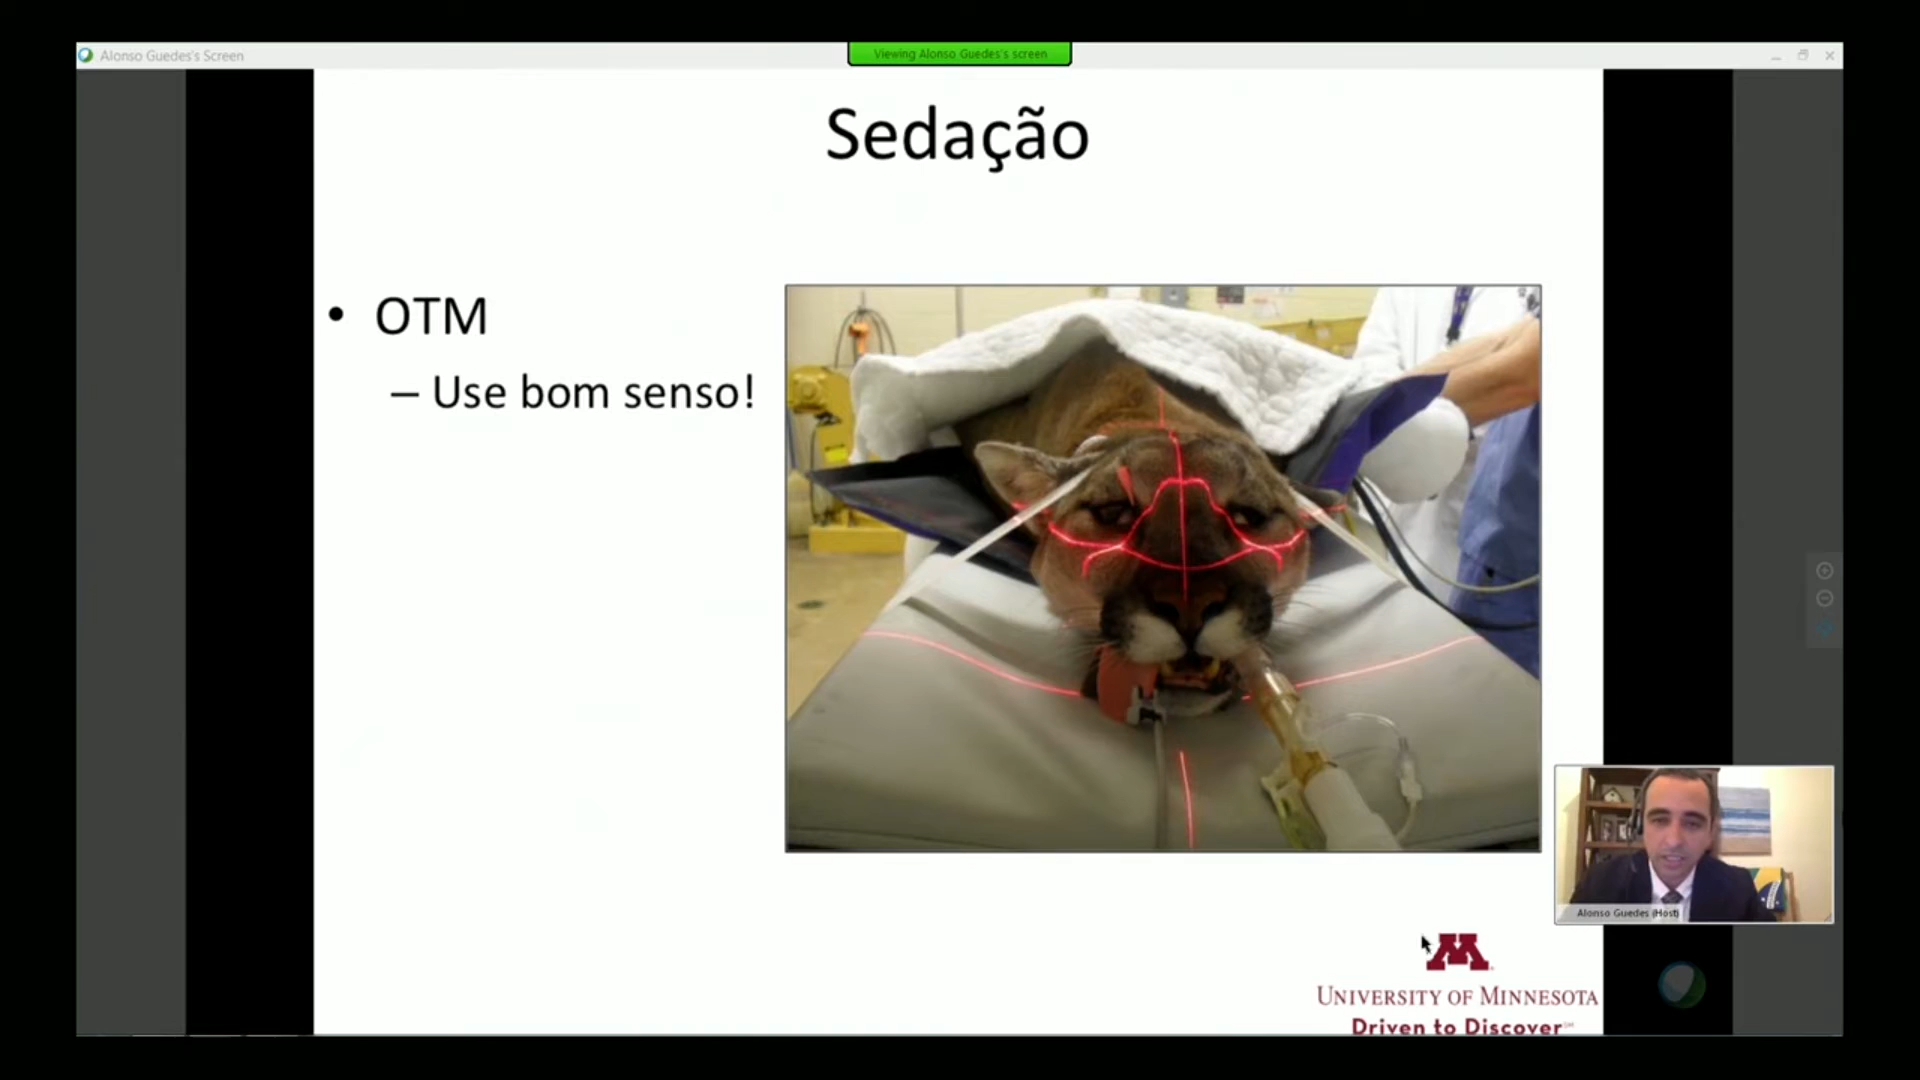 Alonso Guedes's Screen
Viewing Alonso Guedes's screen
Sedação
• OTM
– Use bom senso!
Alonso Guedes (Host)
M
UNIVERSITY OF MINNESOTA
Driven to Discover℠